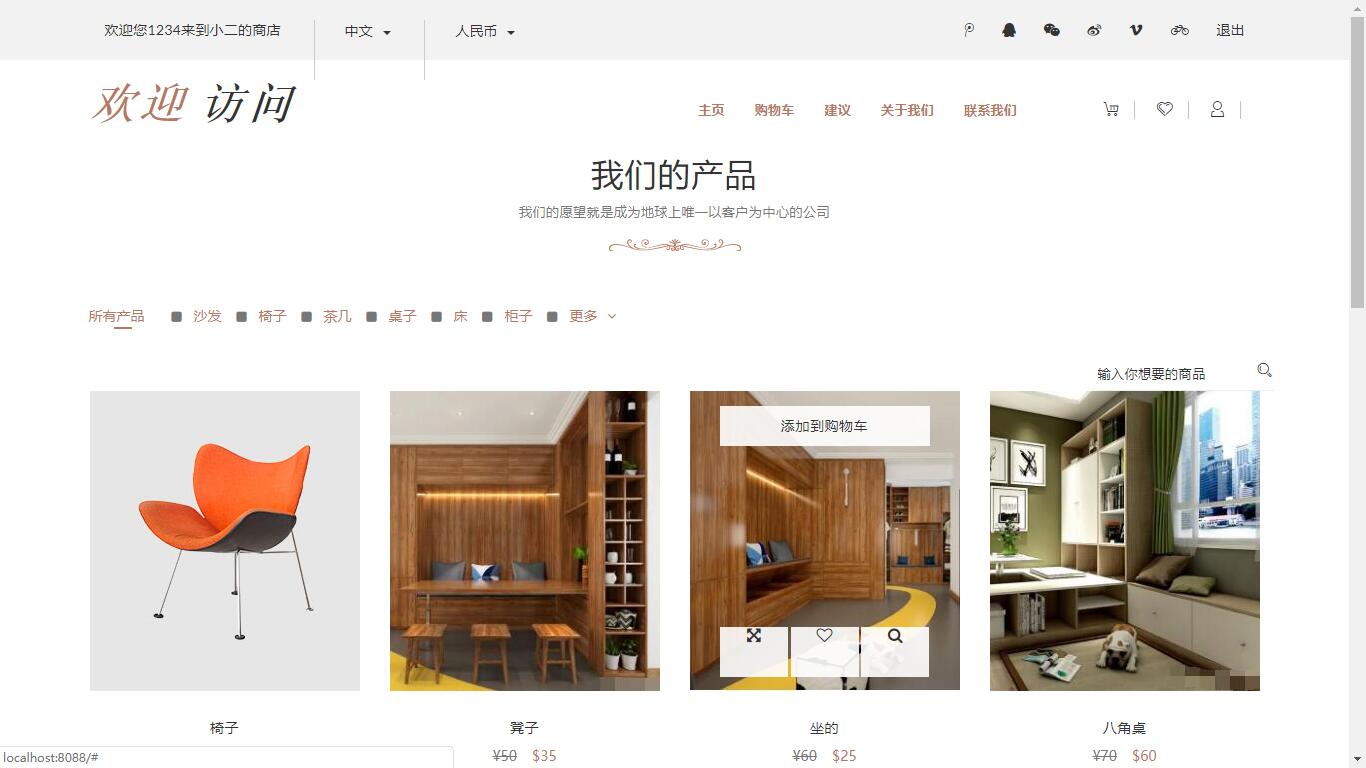 欢迎您1234来到小二的商店 中文 人民币 退出
欢迎 访问
主页 购物车 建议 关于我们 联系我们
我们的产品
我们的愿望就是成为地球上唯一以客户为中心的公司
所有产品 沙发 椅子 茶几 桌子 床 柜子 更多
输入你想要的商品
添加到购物车
椅子 凳子 坐的 八角桌
¥50 $35 ¥60 $25 ¥70 $60
localhost:8088/#